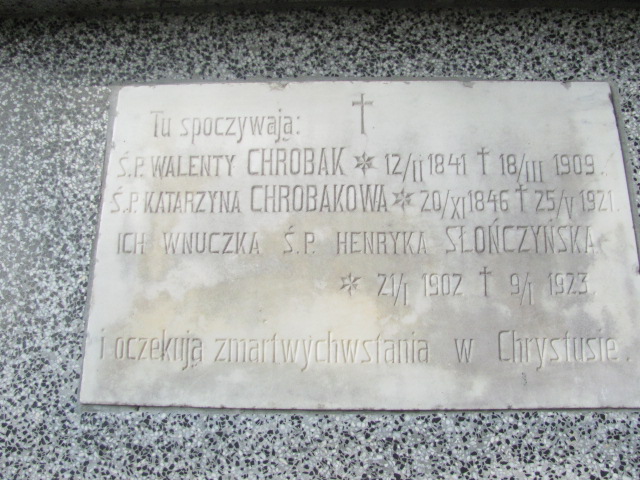 Tu spoczywają:
Ś.P. WALENTY CHROBAK * 12/II 1841 † 18/III 1909.
Ś.P. KATARZYNA CHROBAKOWA * 20/XI 1846 † 25/V 1921.
ICH WNUCZKA Ś.P. HENRYKA SŁOŃCZYŃSKA
* 21/I 1902 † 9/I 1923.
i oczekują zmartwychwstania w Chrystusie.